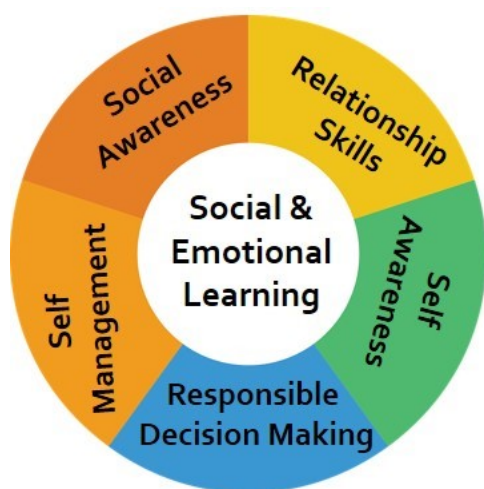 Social
Awareness
Relationship
Skills
Social &
Emotional
Learning
Self
Management
Self
Awareness
Responsible
Decision Making